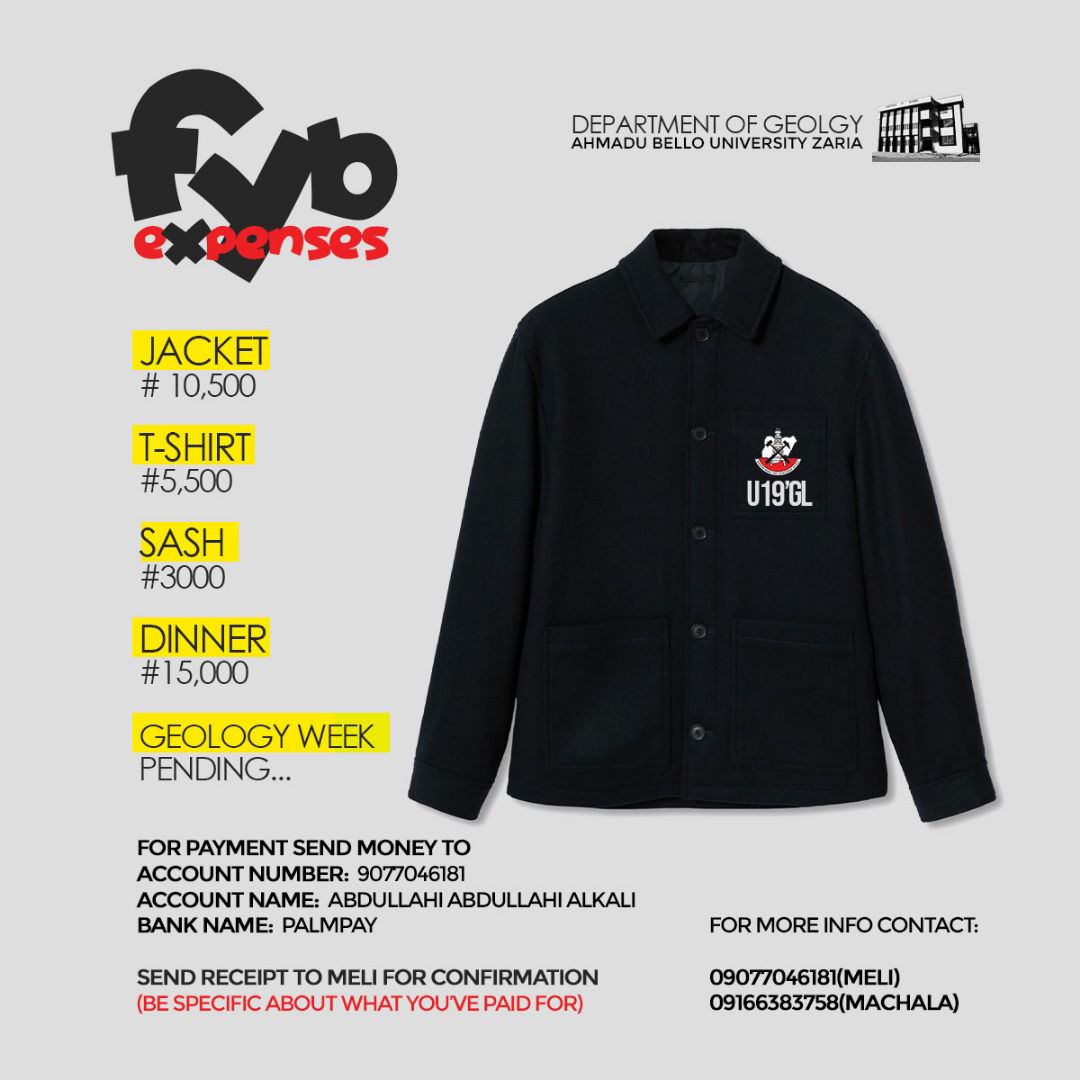 fyb
expenses
DEPARTMENT OF GEOLGY
AHMADU BELLO UNIVERSITY ZARIA
JACKET
# 10,500
T-SHIRT
#5,500
SASH
#3000
DINNER
#15,000
GEOLOGY WEEK
PENDING...
U19'GL
FOR PAYMENT SEND MONEY TO
ACCOUNT NUMBER: 9077046181
ACCOUNT NAME: ABDULLAHI ABDULLAHI ALKALI
BANK NAME: PALMPAY
SEND RECEIPT TO MELI FOR CONFIRMATION
(BE SPECIFIC ABOUT WHAT YOU'VE PAID FOR)
FOR MORE INFO CONTACT:
09077046181(MELI)
09166383758(MACHALA)